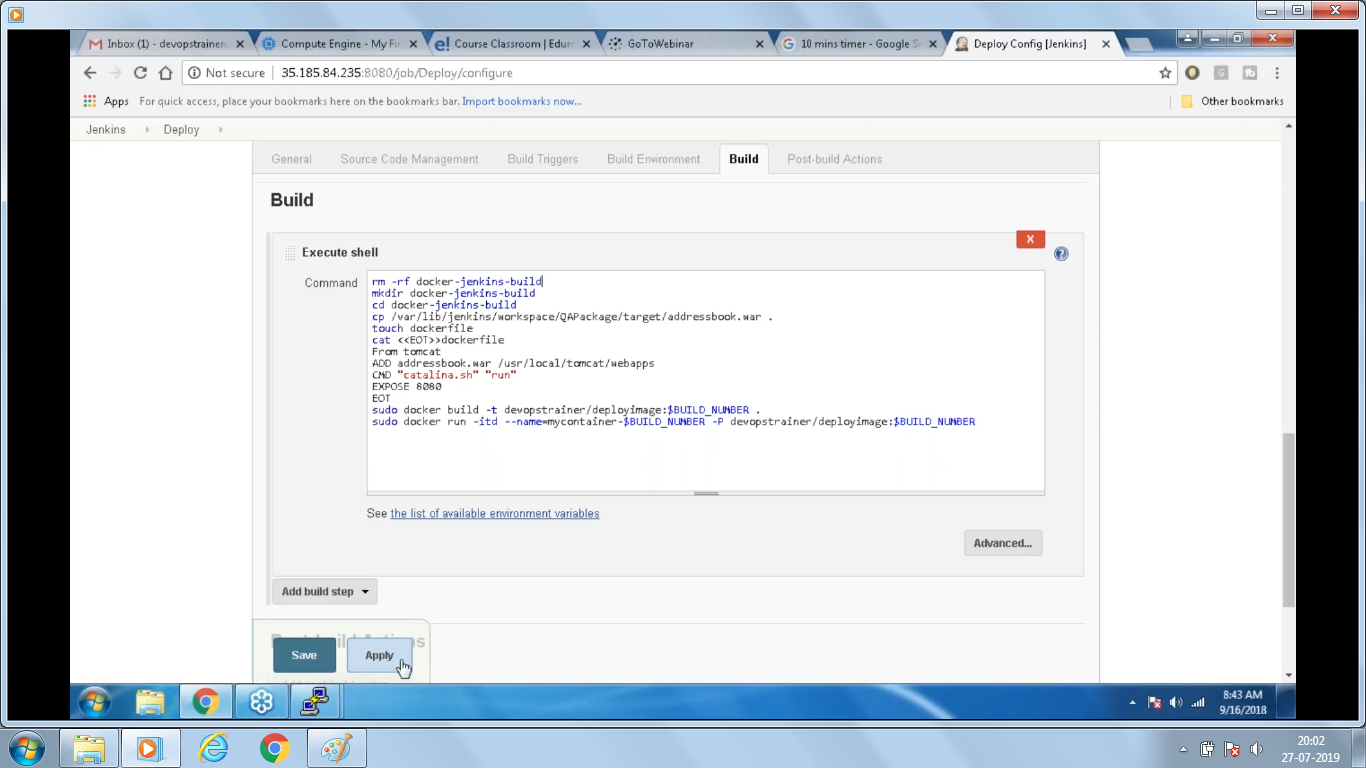 Inbox (1) - devopstrainer
Compute Engine - My Fi
Course Classroom | Edur
GoToWebinar
10 mins timer - Google S
Deploy Config [Jenkins]
Not secure
35.185.84.235:8080/job/Deploy/configure
Apps
For quick access, place your bookmarks here on the bookmarks bar. Import bookmarks now...
Other bookmarks
Jenkins
Deploy
General
Source Code Management
Build Triggers
Build Environment
Build
Post-build Actions
Build
Execute shell
X
Command
rm -rf docker-jenkins-build
mkdir docker-jenkins-build
cd docker-jenkins-build
cp /var/lib/jenkins/workspace/QAPackage/target/addressbook.war .
touch dockerfile
cat <<EOT>>dockerfile
From tomcat
ADD addressbook.war /usr/local/tomcat/webapps
CMD "catalina.sh" "run"
EXPOSE 8080
EOT
sudo docker build -t devopstrainer/deployimage:$BUILD_NUMBER .
sudo docker run -itd --name=mycontainer-$BUILD_NUMBER -P devopstrainer/deployimage:$BUILD_NUMBER
See the list of available environment variables
Advanced...
Add build step
Post-build Actions
Save
Apply
8:43 AM
9/16/2018
20:02
27-07-2019